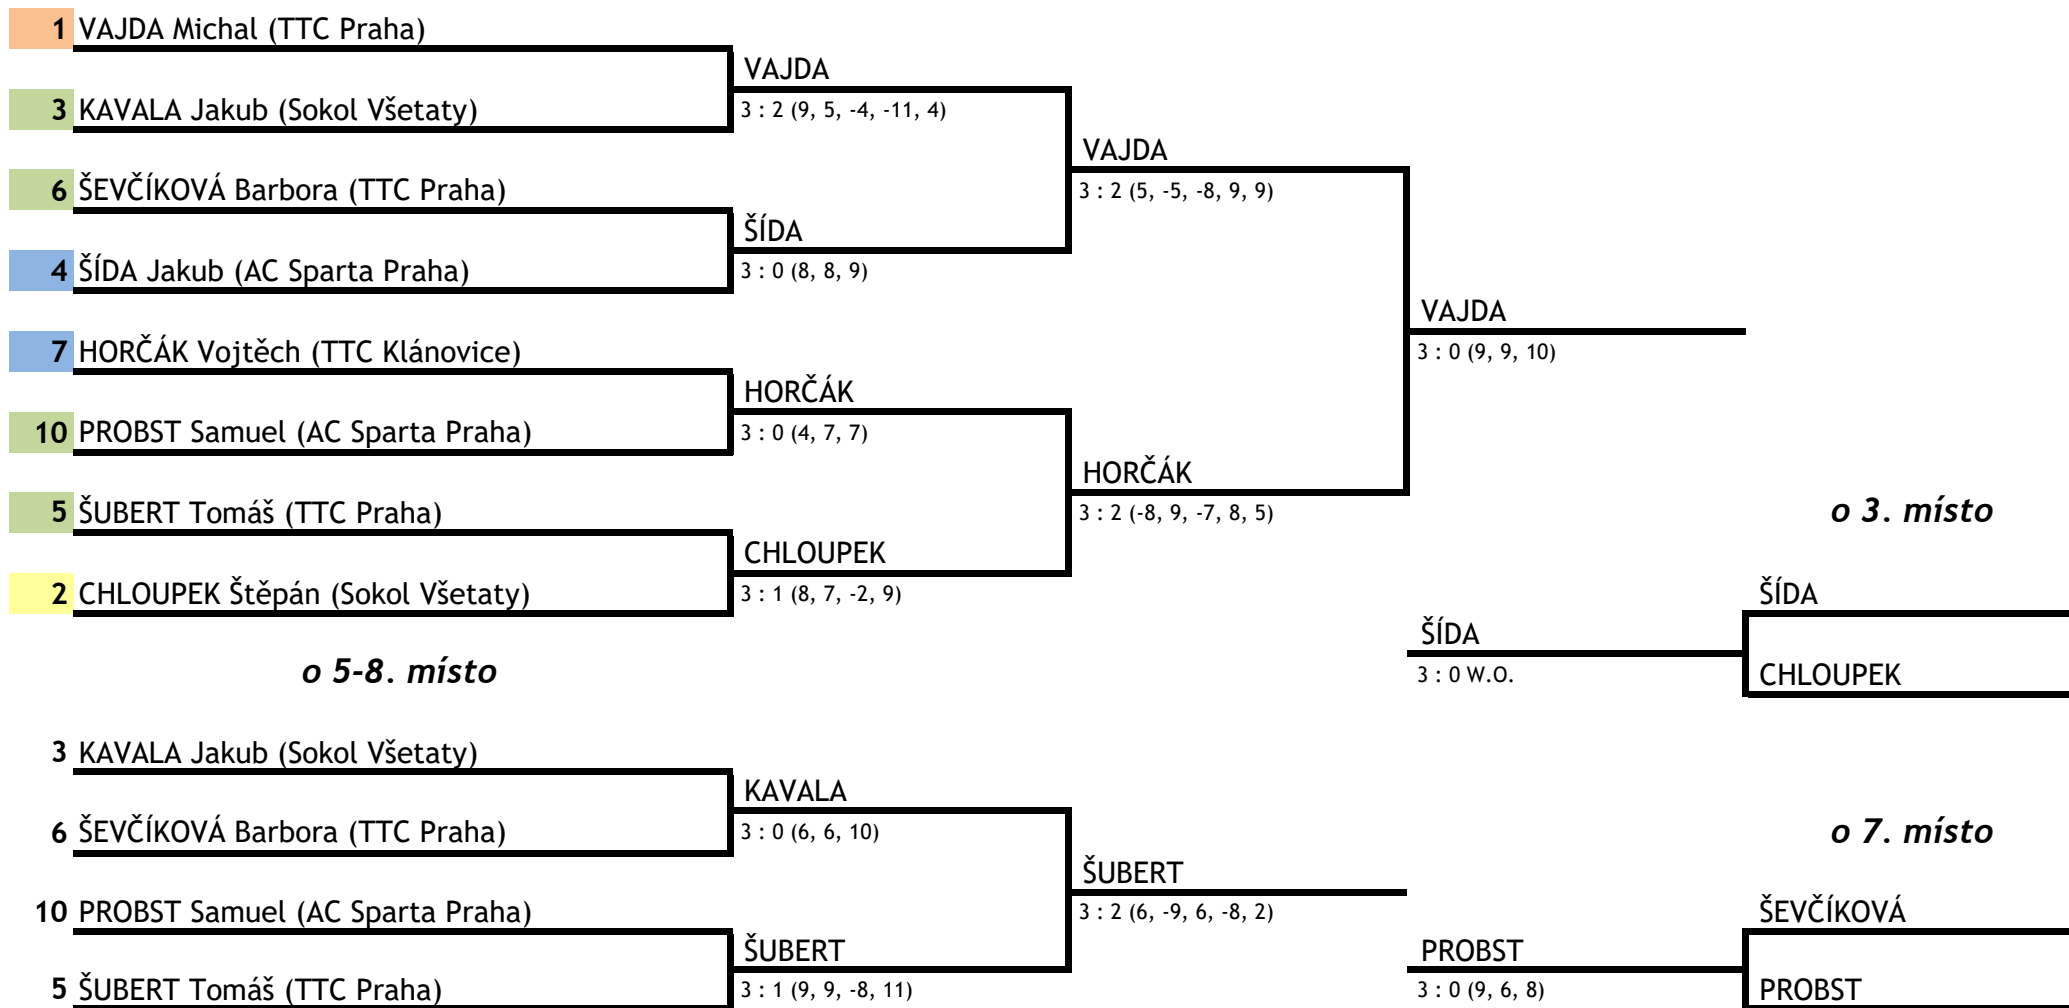 1 VAJDA Michal (TTC Praha)
VAJDA
3 KAVALA Jakub (Sokol Všetaty)
3 : 2 (9, 5, -4, -11, 4)
VAJDA
6 ŠEVČÍKOVÁ Barbora (TTC Praha)
3 : 2 (5, -5, -8, 9, 9)
ŠÍDA
4 ŠÍDA Jakub (AC Sparta Praha)
3 : 0 (8, 8, 9)
VAJDA
7 HORČÁK Vojtěch (TTC Klánovice)
3 : 0 (9, 9, 10)
HORČÁK
10 PROBST Samuel (AC Sparta Praha)
3 : 0 (4, 7, 7)
HORČÁK
5 ŠUBERT Tomáš (TTC Praha)
3 : 2 (-8, 9, -7, 8, 5)
o 3. místo
CHLOUPEK
2 CHLOUPEK Štěpán (Sokol Všetaty)
3 : 1 (8, 7, -2, 9)
ŠÍDA
ŠÍDA
o 5-8. místo
3 : 0 W.O.
CHLOUPEK
3 KAVALA Jakub (Sokol Všetaty)
KAVALA
6 ŠEVČÍKOVÁ Barbora (TTC Praha)
3 : 0 (6, 6, 10)
o 7. místo
ŠUBERT
10 PROBST Samuel (AC Sparta Praha)
3 : 2 (6, -9, 6, -8, 2)
ŠEVČÍKOVÁ
ŠUBERT
PROBST
5 ŠUBERT Tomáš (TTC Praha)
3 : 1 (9, 9, -8, 11)
3 : 0 (9, 6, 8)
PROBST